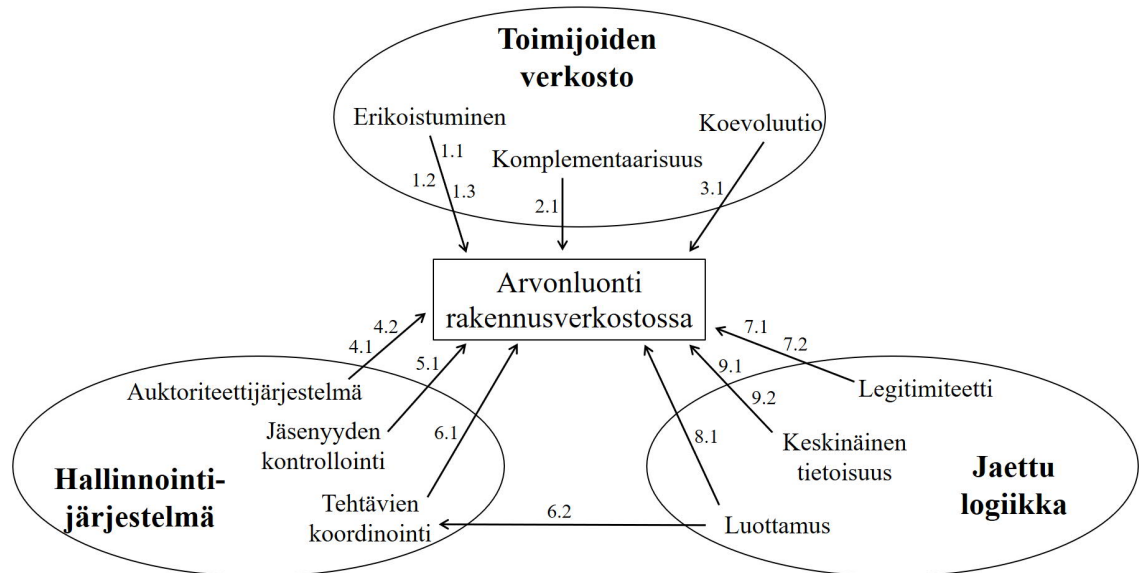 Toimijoiden
verkosto
Erikoistuminen
Koevoluutio
1.1
Komplementaarisuus
1.2
1.3
2.1
3.1
Arvonluonti
rakennusverkostossa
4.2
4.1
7.1
7.2
5.1
9.1
Auktoriteettijärjestelmä
Legitimiteetti
9.2
Jäsenyyden
kontrollointi
6.1
8.1
Keskinäinen
tietoisuus
Hallinnointi-
järjestelmä
Jaettu
logiikka
Tehtävien
koordinointi
6.2
Luottamus